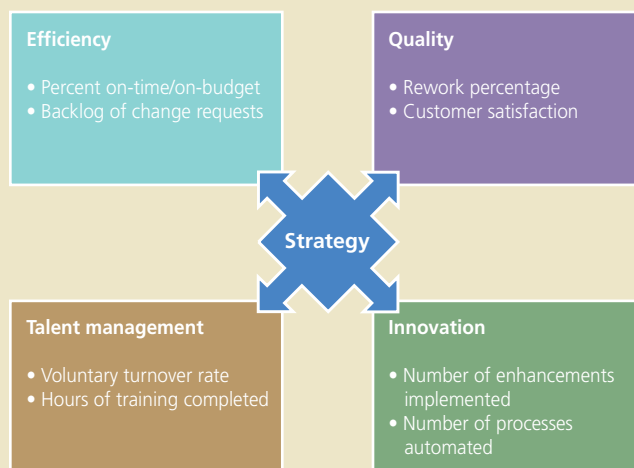 Efficiency
• Percent on-time/on-budget
• Backlog of change requests
Quality
• Rework percentage
• Customer satisfaction
Strategy
Talent management
• Voluntary turnover rate
• Hours of training completed
Innovation
• Number of enhancements
implemented
• Number of processes
automated